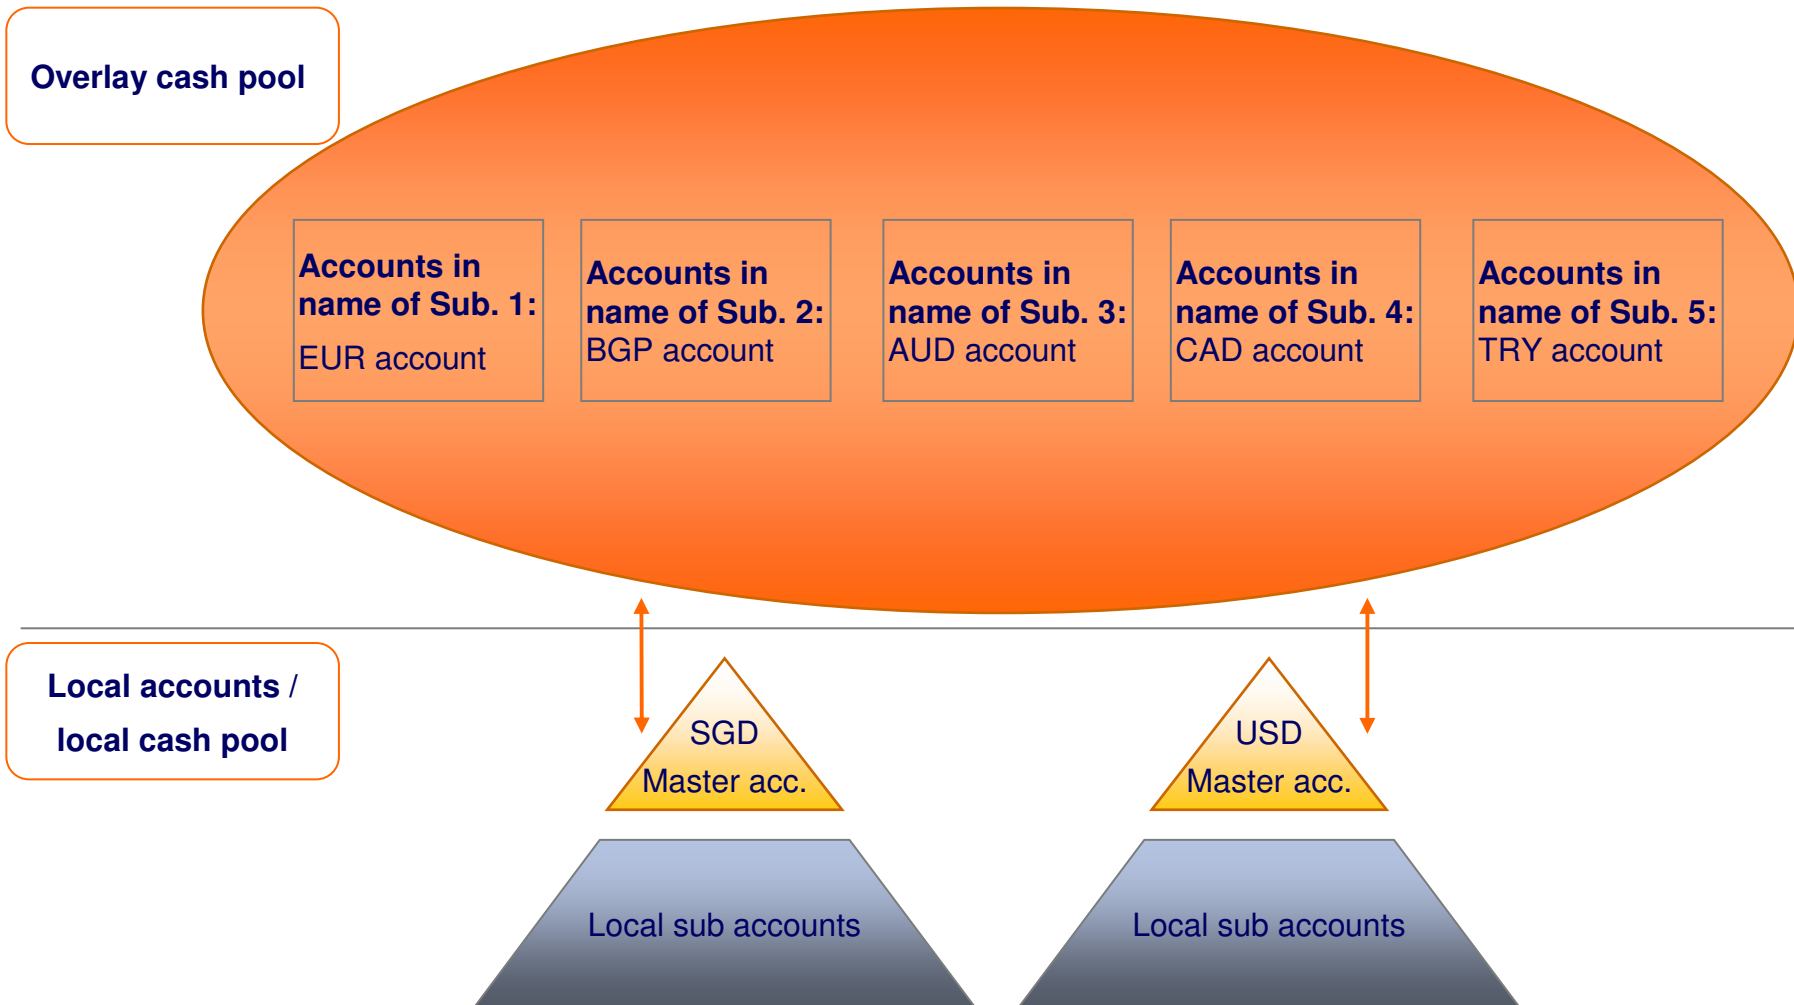 Overlay cash pool
Accounts in
name of Sub. 1:
EUR account
Accounts in
name of Sub. 2:
BGP account
Accounts in
name of Sub. 3:
AUD account
Accounts in
name of Sub. 4:
CAD account
Accounts in
name of Sub. 5:
TRY account
Local accounts /
local cash pool
SGD
Master acc.
USD
Master acc.
Local sub accounts
Local sub accounts